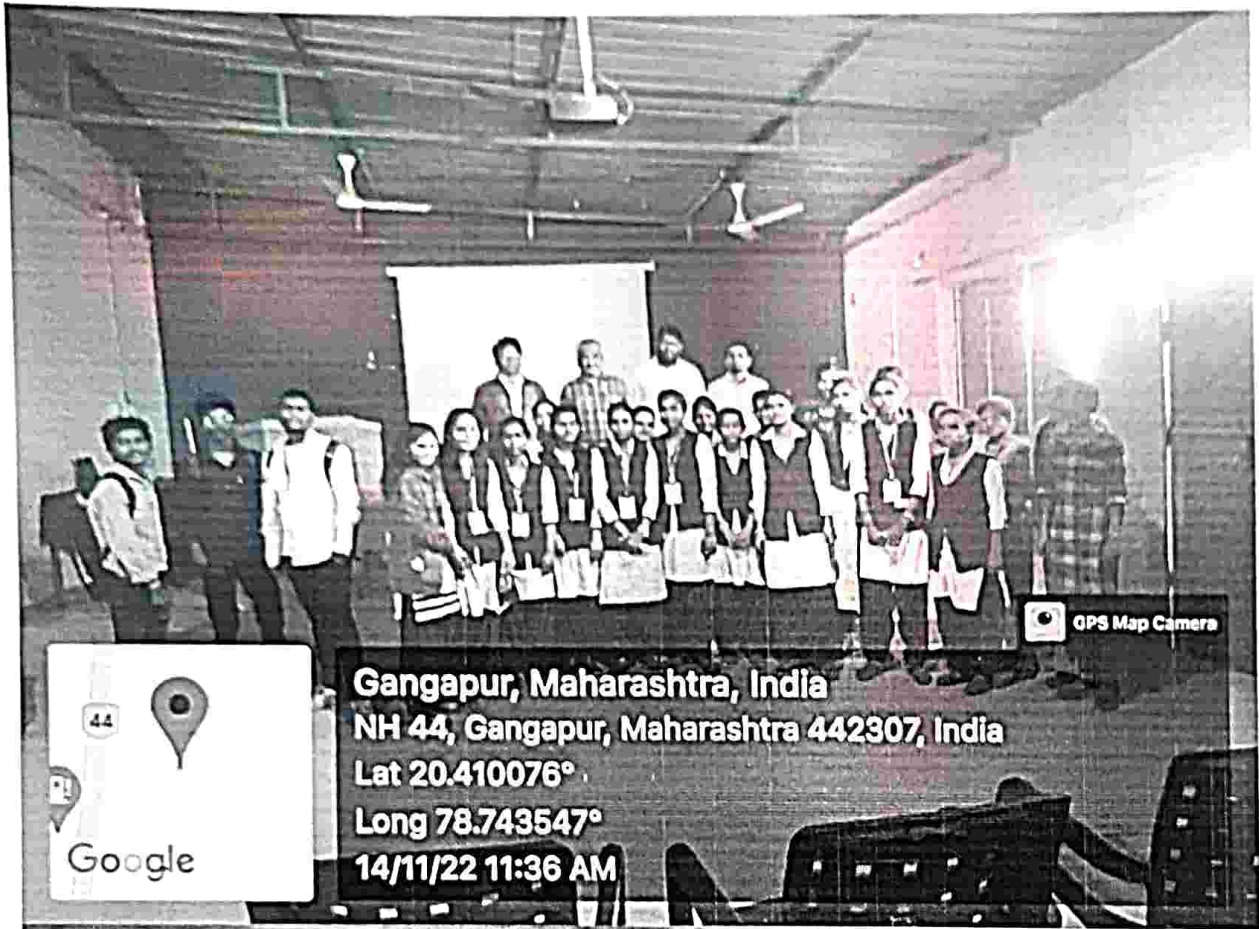 GPS Map Camera
44
Google
Gangapur, Maharashtra, India
NH 44, Gangapur, Maharashtra 442307, India
Lat 20.410076°
Long 78.743547°
14/11/22 11:36 AM